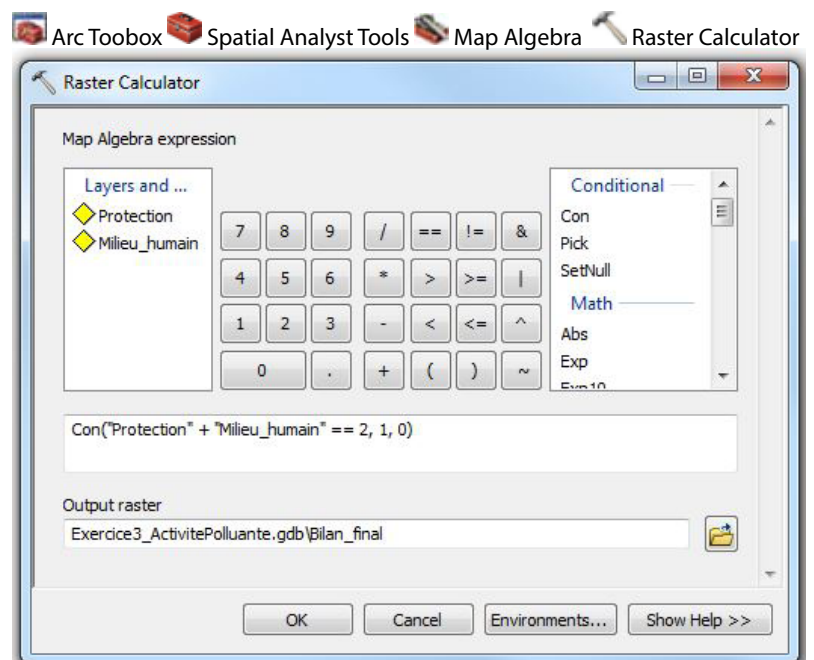 Arc Toobox Spatial Analyst Tools Map Algebra Raster Calculator
Raster Calculator
Map Algebra expression
Layers and ...
Protection
Milieu_humain
7 8 9 / == != &
4 5 6 * > >= |
1 2 3 - < <= ^
0 . + ( ) ~
Conditional
Con
Pick
SetNull
Math
Abs
Exp
Exp10
Con("Protection" + "Milieu_humain" == 2, 1, 0)
Output raster
Exercice3_ActivitePolluante.gdb\Bilan_final
OK Cancel Environments... Show Help >>